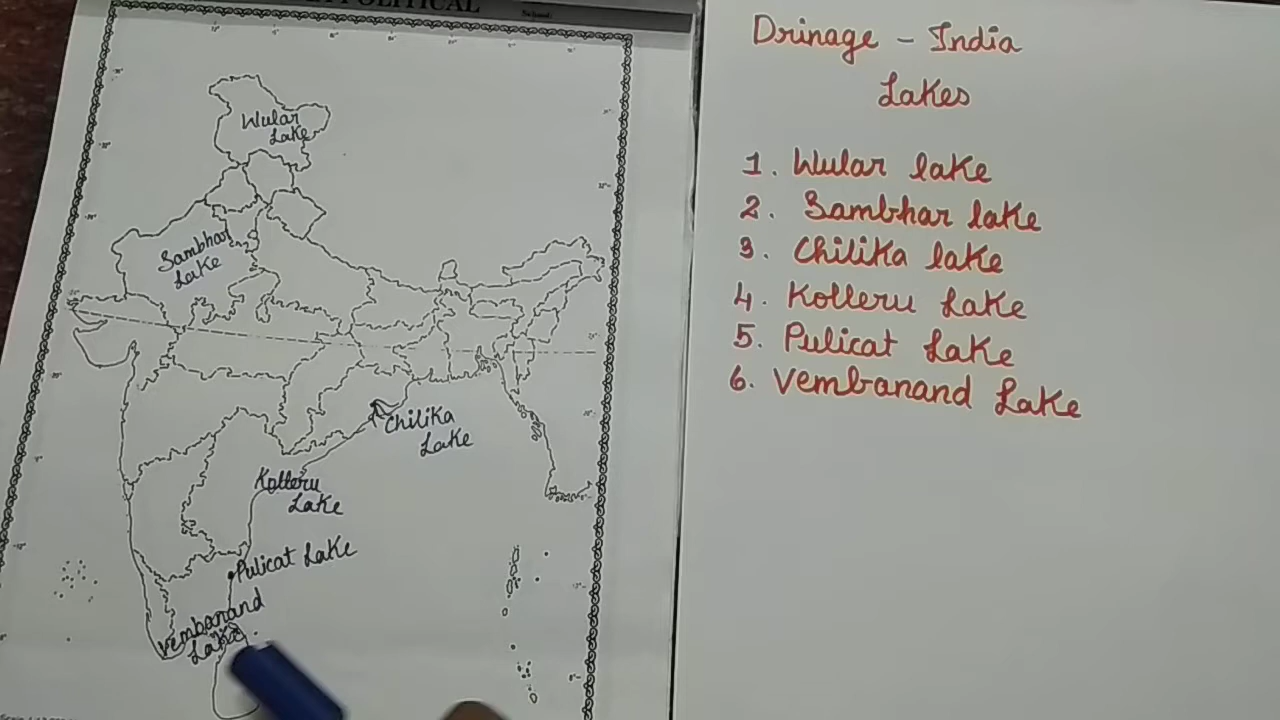 POLITICAL
Wular
Lake
Sambhar
Lake
Chilika
Lake
Kolleru
Lake
Pulicat Lake
Vembanand
Lake
Drinage - India
Lakes
1. Wular lake
2. Sambhar lake
3. Chilika lake
4. Kolleru Lake
5. Pulicat Lake
6. Vembanand Lake